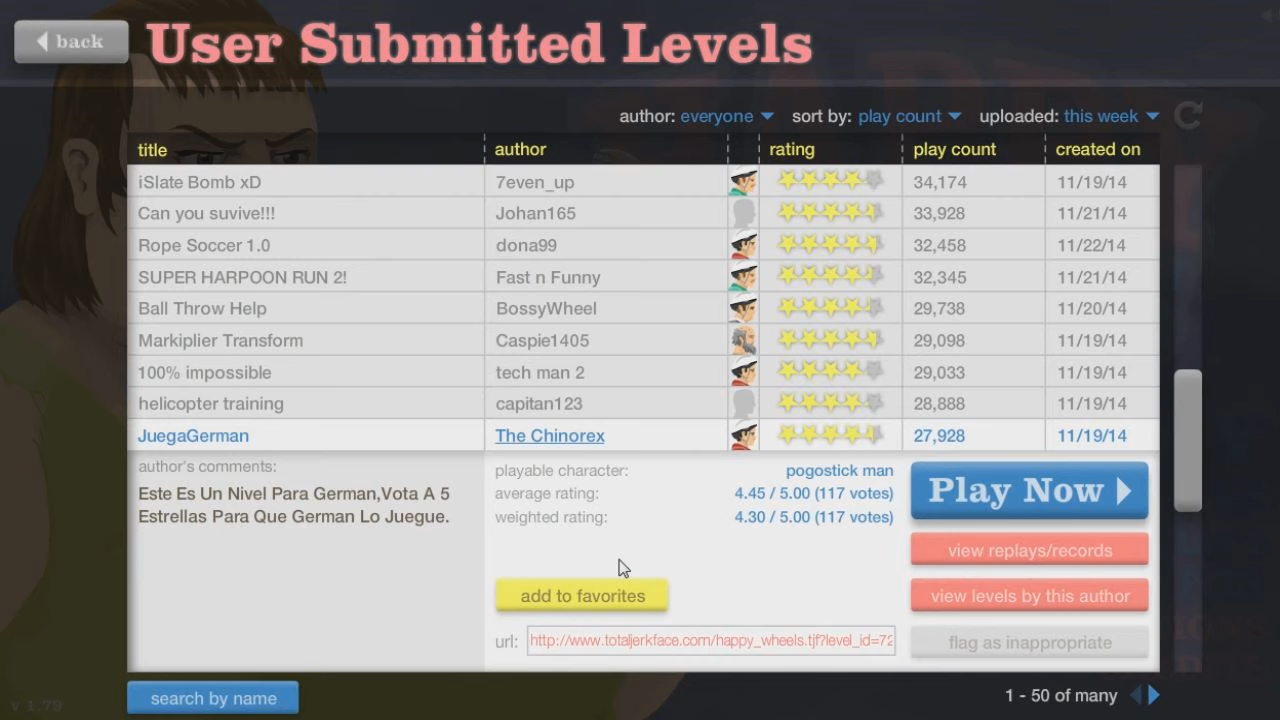 back
User Submitted Levels
author: everyone sort by: play count uploaded: this week
title author rating play count created on
iSlate Bomb xD 7even_up 34,174 11/19/14
Can you suvive!!! Johan165 33,928 11/21/14
Rope Soccer 1.0 dona99 32,458 11/22/14
SUPER HARPOON RUN 2! Fast n Funny 32,345 11/21/14
Ball Throw Help BossyWheel 29,738 11/20/14
Markiplier Transform Caspie1405 29,098 11/19/14
100% impossible tech man 2 29,033 11/19/14
helicopter training capitan123 28,888 11/19/14
JuegaGerman The Chinorex 27,928 11/19/14
author's comments:
Este Es Un Nivel Para German,Vota A 5
Estrellas Para Que German Lo Juegue.
playable character: pogostick man
average rating: 4.45 / 5.00 (117 votes)
weighted rating: 4.30 / 5.00 (117 votes)
add to favorites
url: http://www.totaljerkface.com/happy_wheels.tjf?level_id=72
Play Now
view replays/records
view levels by this author
flag as inappropriate
search by name
1 - 50 of many
v 1.79